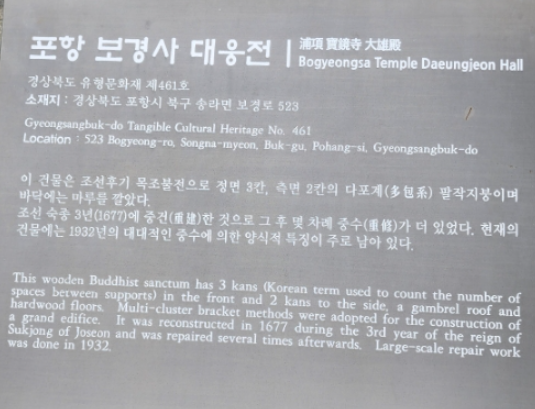 포항 보경사 대웅전 | 浦項 寶鏡寺 大雄殿
Bogyeongsa Temple Daeungjeon Hall
경상북도 유형문화재 제461호
소재지 : 경상북도 포항시 북구 송라면 보경로 523
Gyeongsangbuk-do Tangible Cultural Heritage No. 461
Location : 523 Bogyeong-ro, Songna-myeon, Buk-gu, Pohang-si, Gyeongsangbuk-do
이 건물은 조선후기 목조불전으로 정면 3칸, 측면 2칸의 다포계(多包系) 팔작지붕이며
바닥에는 마루를 깔았다.
조선 숙종 3년(1677)에 중건(重建)한 것으로 그 후 몇 차례 중수(重修)가 더 있었다. 현재의
건물에는 1932년의 대대적인 중수에 의한 양식적 특징이 주로 남아 있다.
This wooden Buddhist sanctum has 3 kans (Korean term used to count the number of
spaces between supports) in the front and 2 kans to the side, a gambrel roof and
hardwood floors. Multi-cluster bracket methods were adopted for the construction of
a grand edifice. It was reconstructed in 1677 during the 3rd year of the reign of
Sukjong of Joseon and was repaired several times afterwards. Large-scale repair work
was done in 1932.